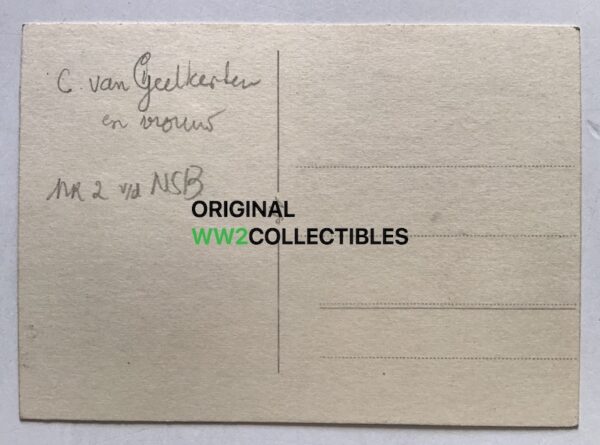 C. van Geelkerken
en vrouw
NR 2 v/d NSB
ORIGINAL
WW2COLLECTIBLES